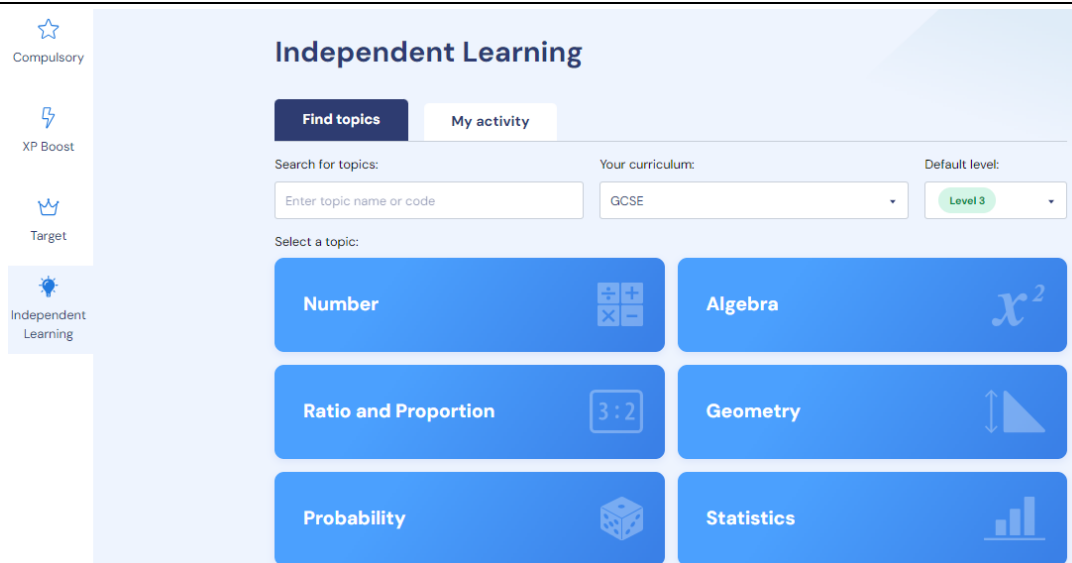 Compulsory
XP Boost
Target
Independent
Learning
Independent Learning
Find topics
My activity
Search for topics:
Your curriculum:
Default level:
Enter topic name or code
GCSE
Level 3
Select a topic:
Number
÷ +
× −
Algebra
x²
Ratio and Proportion
3:2
Geometry
Probability
Statistics